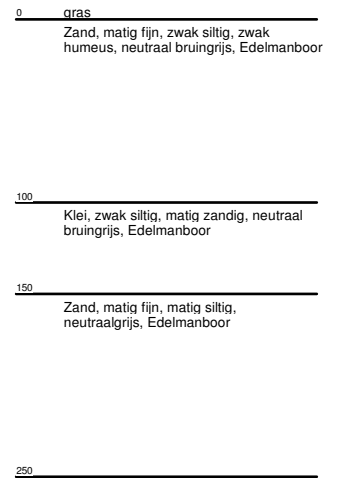 0 gras
Zand, matig fijn, zwak siltig, zwak
humeus, neutraal bruingrijs, Edelmanboor
100
Klei, zwak siltig, matig zandig, neutraal
bruingrijs, Edelmanboor
150
Zand, matig fijn, matig siltig,
neutraalgrijs, Edelmanboor
250